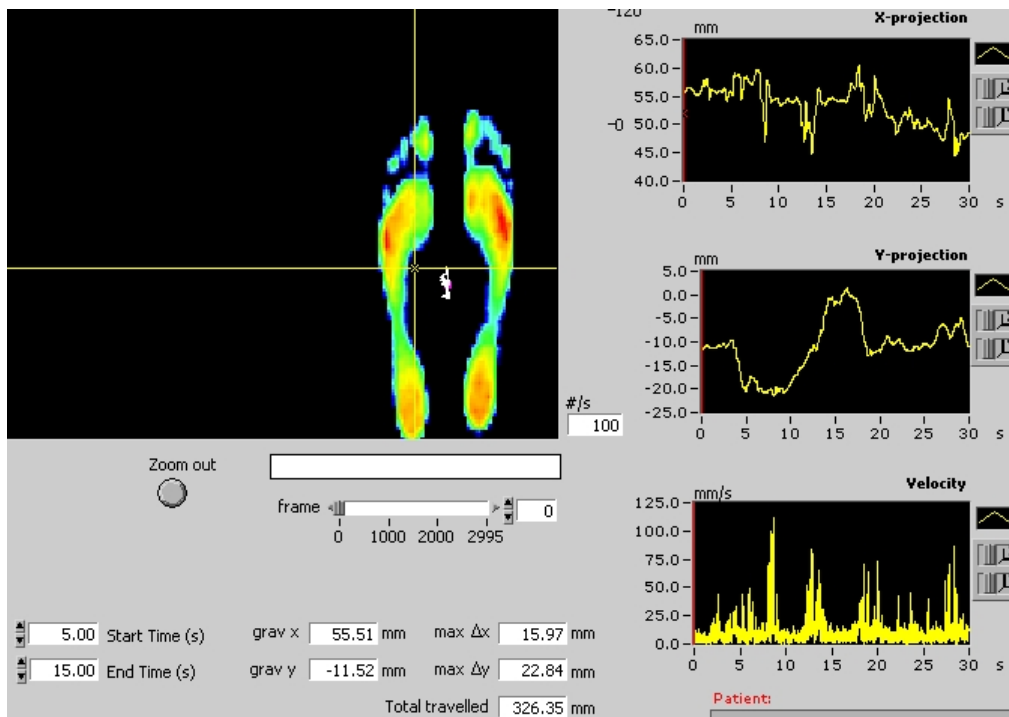 -120
X-projection
mm
65.0
60.0
55.0
-0
50.0
45.0
40.0
0 5 10 15 20 25 30 s
Y-projection
mm
5.0
0.0
-5.0
-10.0
-15.0
-20.0
-25.0
0 5 10 15 20 25 30 s
#/s
100
Zoom out
frame
0
0 1000 2000 2995
Velocity
mm/s
125.0
100.0
75.0
50.0
25.0
0.0
0 5 10 15 20 25 30 s
5.00 Start Time (s) grav x 55.51 mm max Δx 15.97 mm
15.00 End Time (s) grav y -11.52 mm max Δy 22.84 mm
Total travelled 326.35 mm
Patient: